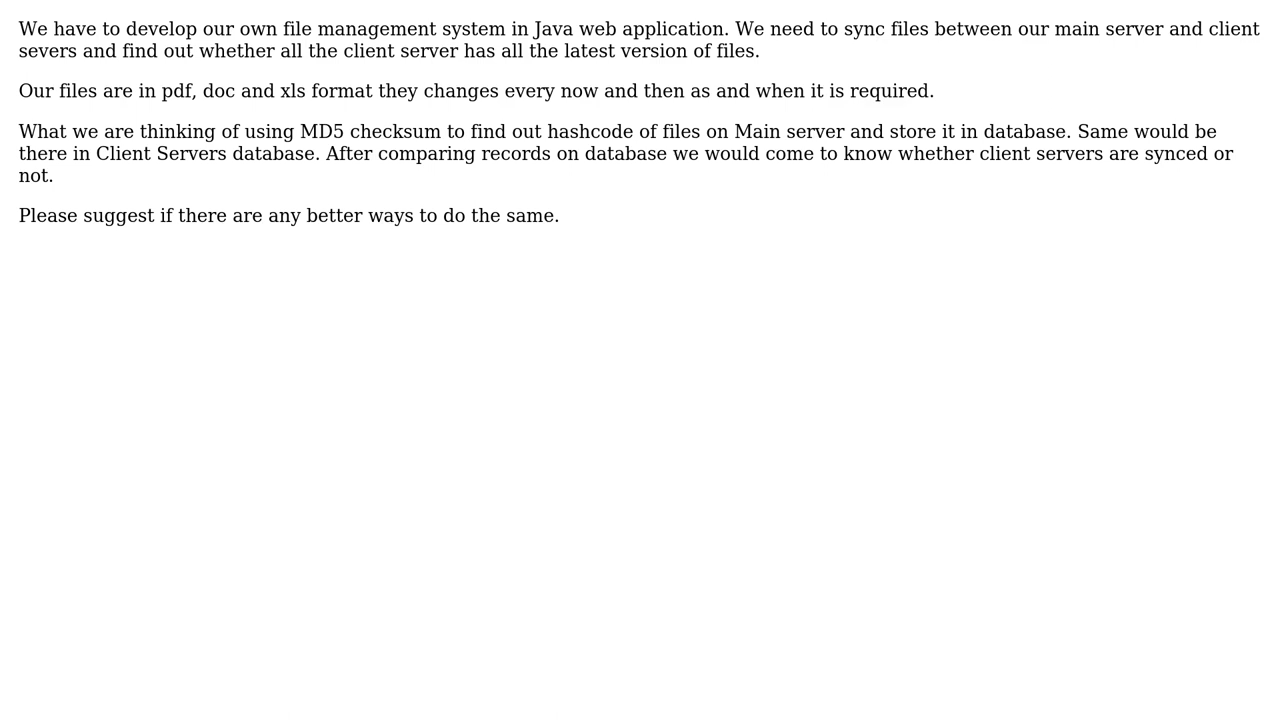 We have to develop our own file management system in Java web application. We need to sync files between our main server and client
severs and find out whether all the client server has all the latest version of files.
Our files are in pdf, doc and xls format they changes every now and then as and when it is required.
What we are thinking of using MD5 checksum to find out hashcode of files on Main server and store it in database. Same would be
there in Client Servers database. After comparing records on database we would come to know whether client servers are synced or
not.
Please suggest if there are any better ways to do the same.